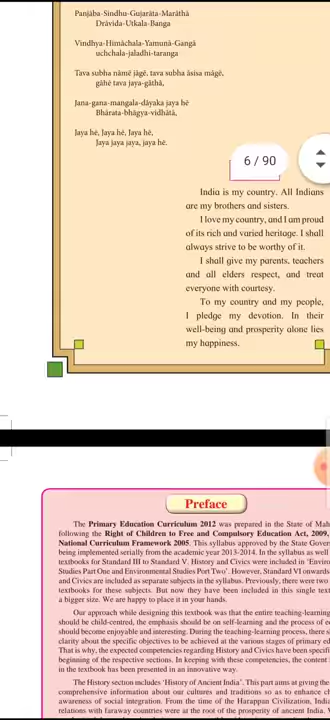 Panjāba-Sindhu-Gujarāta-Marāthā
Drāvida-Utkala-Banga
Vindhya-Himāchala-Yamunā-Gangā
uchchala-jaladhi-taranga
Tava subha nāmē jāgē, tava subha āsisa māgē,
gāhē tava jaya-gāthā,
Jana-gana-mangala-dāyaka jaya hē
Bhārata-bhāgya-vidhātā,
Jaya hē, Jaya hē, Jaya hē,
Jaya jaya jaya, jaya hē.
6 / 90
India is my country. All Indians
are my brothers and sisters.
I love my country, and I am proud
of its rich and varied heritage. I shall
always strive to be worthy of it.
I shall give my parents, teachers
and all elders respect, and treat
everyone with courtesy.
To my country and my people,
I pledge my devotion. In their
well-being and prosperity alone lies
my happiness.
Preface
The Primary Education Curriculum 2012 was prepared in the State of Mah
following the Right of Children to Free and Compulsory Education Act, 2009,
National Curriculum Framework 2005. This syllabus approved by the State Gover
being implemented serially from the academic year 2013-2014. In the syllabus as well
textbooks for Standard III to Standard V, History and Civics were included in 'Enviro
Studies Part One and Environmental Studies Part Two'. However, Standard VI onwards
and Civics are included as separate subjects in the syllabus. Previously, there were two
textbooks for these subjects. But now they have been included in this single text
a bigger size. We are happy to place it in your hands.
Our approach while designing this textbook was that the entire teaching-learning
should be child-centred, the emphasis should be on self-learning and the process of e
should become enjoyable and interesting. During the teaching-learning process, there s
clarity about the specific objectives to be achieved at the various stages of primary ed
That is why, the expected competencies regarding History and Civics have been specifi
beginning of the respective sections. In keeping with these competencies, the content
in the textbook has been presented in an innovative way.
The History section includes 'History of Ancient India'. This part aims at giving the
comprehensive information about our cultures and traditions so as to enhance
awareness of social integration. From the time of the Harappan Civilization, India
relations with faraway countries were at the root of the prosperity of ancient India.